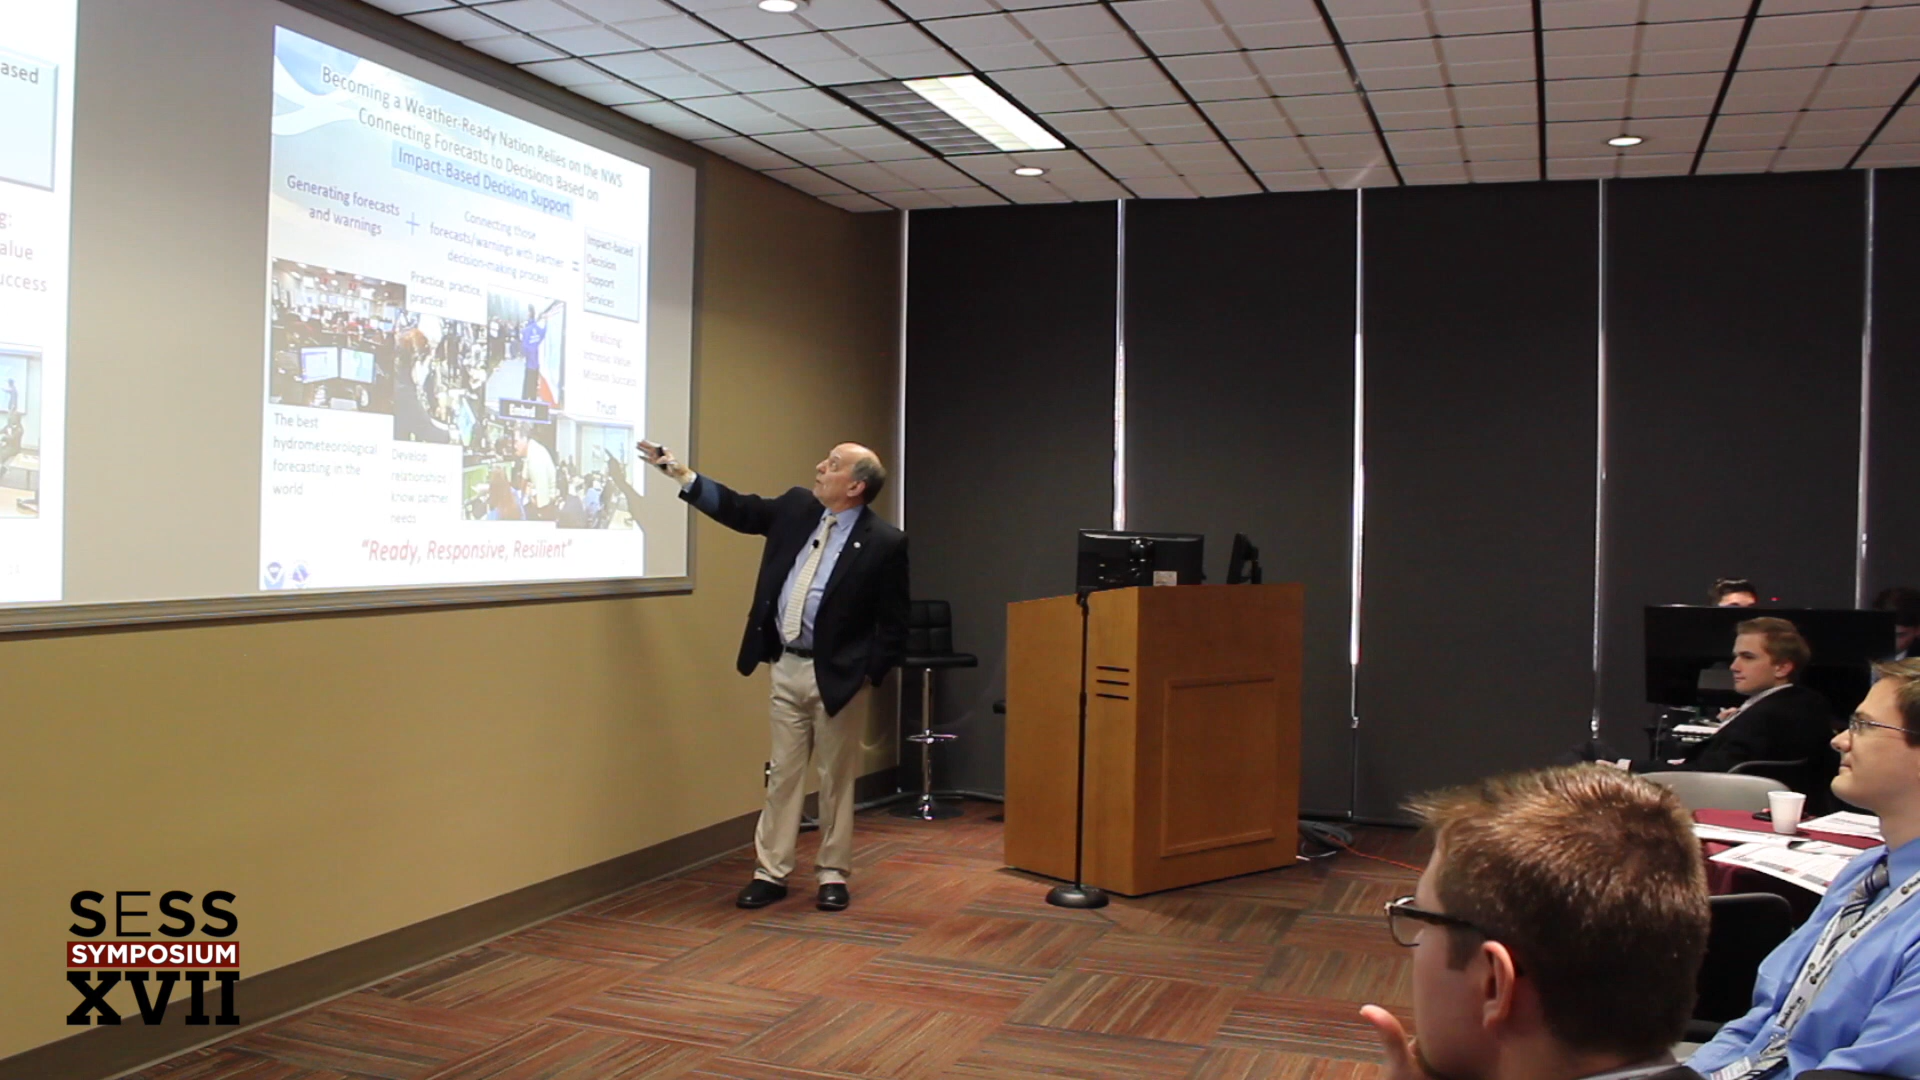 ased
g:
alue
uccess
Becoming a Weather-Ready Nation Relies on the NWS
Connecting Forecasts to Decisions Based on
Impact-Based Decision Support
Generating forecasts
and warnings
+
Connecting those
forecasts/warnings with partner
decision-making process
=
Impact-based
Decision
Support
Services
Practice, practice,
practice!
Realizing:
Intrinsic Value
Mission Success
Trust
Embed
The best
hydrometeorological
forecasting in the
world
Develop
relationships,
know partner
needs
"Ready, Responsive, Resilient"
SESS
SYMPOSIUM
XVII